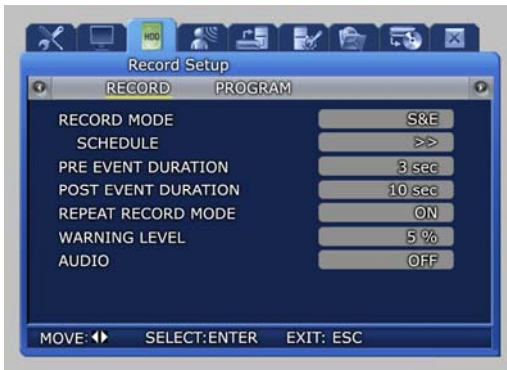 HDD
Record Setup
RECORD PROGRAM
RECORD MODE S&E
SCHEDULE >>
PRE EVENT DURATION 3 sec
POST EVENT DURATION 10 sec
REPEAT RECORD MODE ON
WARNING LEVEL 5 %
AUDIO OFF
MOVE: SELECT:ENTER EXIT: ESC